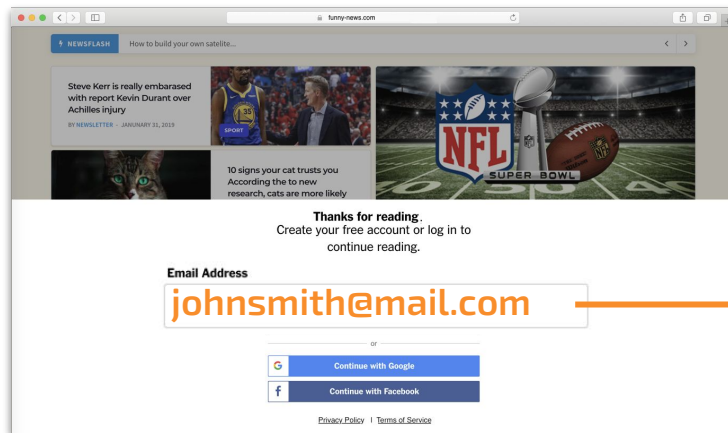 funny-news.com
NEWSFLASH How to build your own satelite...
Steve Kerr is really embarased
with report Kevin Durant over
Achilles injury
BY NEWSLETTER - JANUNARY 31, 2019
35
SPORT
NFL
SUPER BOWL
10 signs your cat trusts you
According the to new
research, cats are more likely
Thanks for reading.
Create your free account or log in to
continue reading.
Email Address
johnsmith@mail.com
or
G Continue with Google
f Continue with Facebook
Privacy Policy | Terms of Service